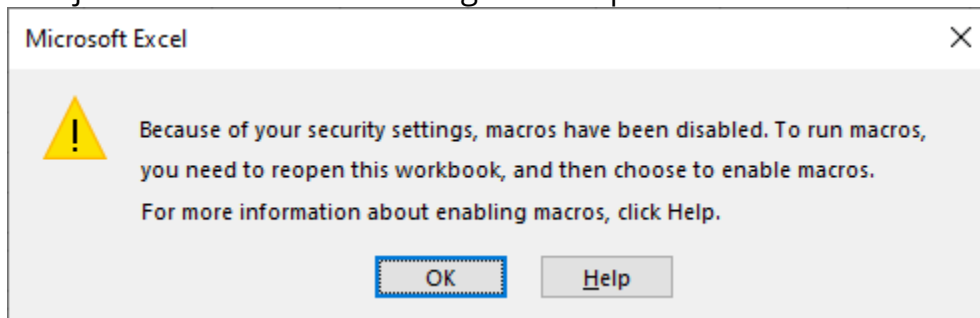 Microsoft Excel
Because of your security settings, macros have been disabled. To run macros,
you need to reopen this workbook, and then choose to enable macros.
For more information about enabling macros, click Help.
OK
Help